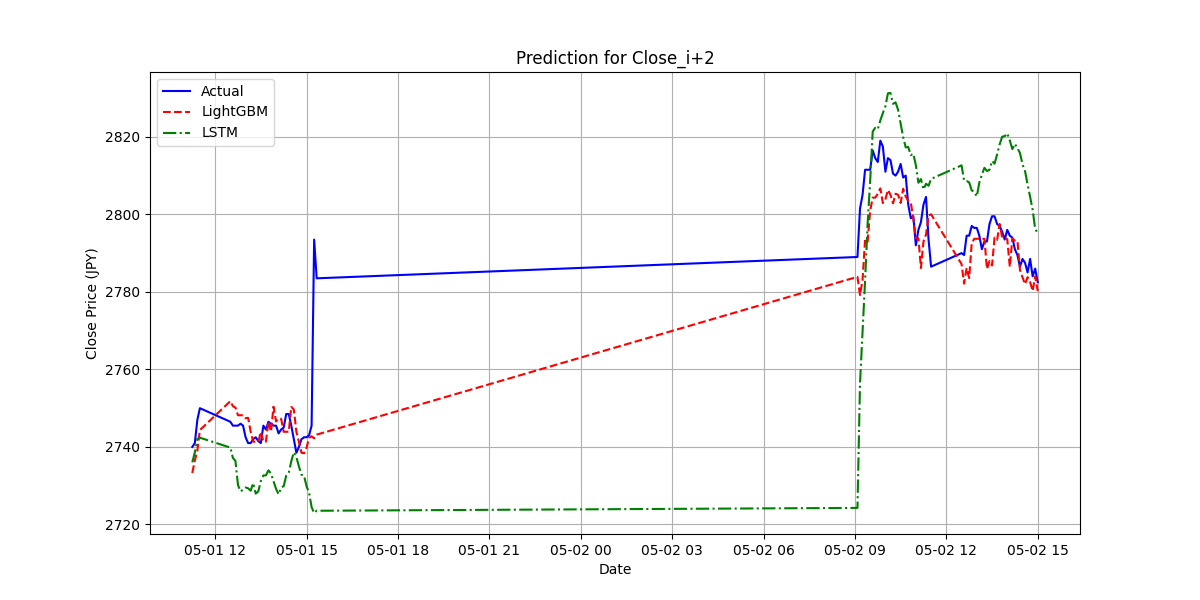 Prediction for Close_i+2
Actual
LightGBM
LSTM
Close Price (JPY)
2820
2800
2780
2760
2740
2720
05-01 12
05-01 15
05-01 18
05-01 21
05-02 00
05-02 03
05-02 06
05-02 09
05-02 12
05-02 15
Date